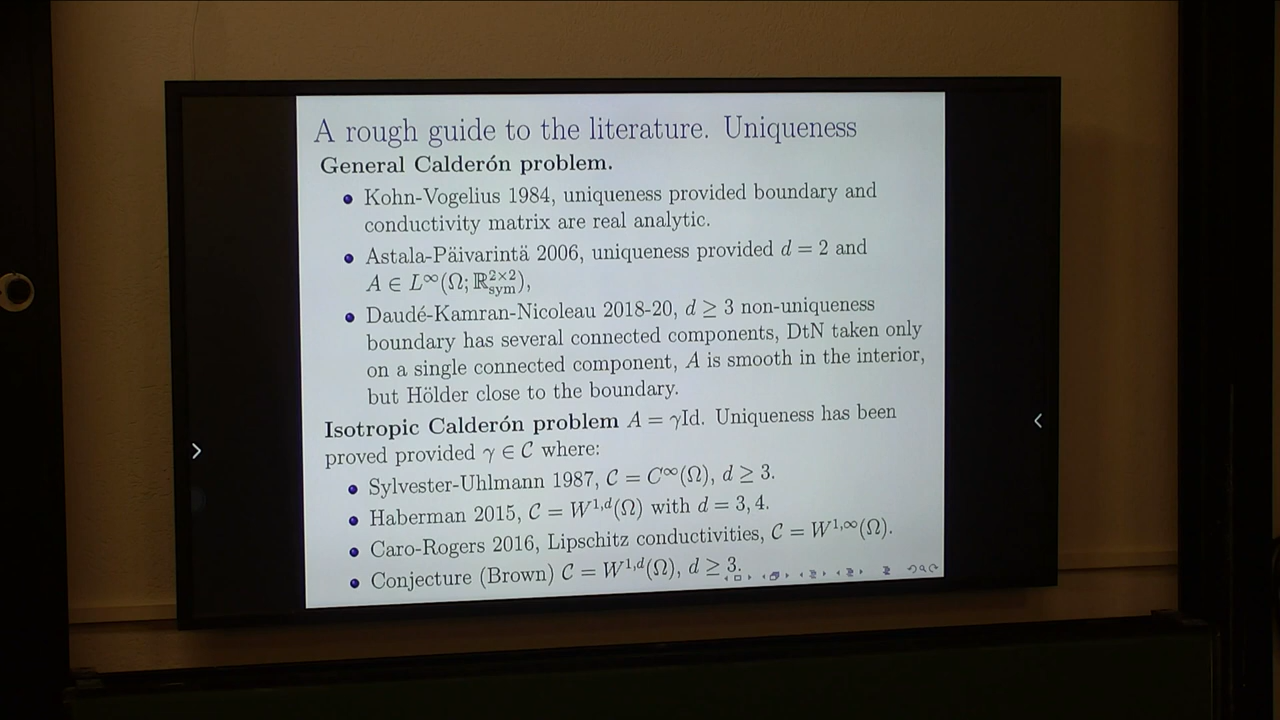 A rough guide to the literature. Uniqueness
General Calderón problem.
• Kohn-Vogelius 1984, uniqueness provided boundary and
conductivity matrix are real analytic.
• Astala-Päivarintä 2006, uniqueness provided d = 2 and
A ∈ L^∞(Ω; ℝ^{2×2}_{sym}),
• Daudé-Kamran-Nicoleau 2018-20, d ≥ 3 non-uniqueness
boundary has several connected components, DtN taken only
on a single connected component, A is smooth in the interior,
but Hölder close to the boundary.
Isotropic Calderón problem A = γId. Uniqueness has been
proved provided γ ∈ 𝒞 where:
• Sylvester-Uhlmann 1987, 𝒞 = C^∞(Ω), d ≥ 3.
• Haberman 2015, 𝒞 = W^{1,d}(Ω) with d = 3, 4.
• Caro-Rogers 2016, Lipschitz conductivities, 𝒞 = W^{1,∞}(Ω).
• Conjecture (Brown) 𝒞 = W^{1,d}(Ω), d ≥ 3.